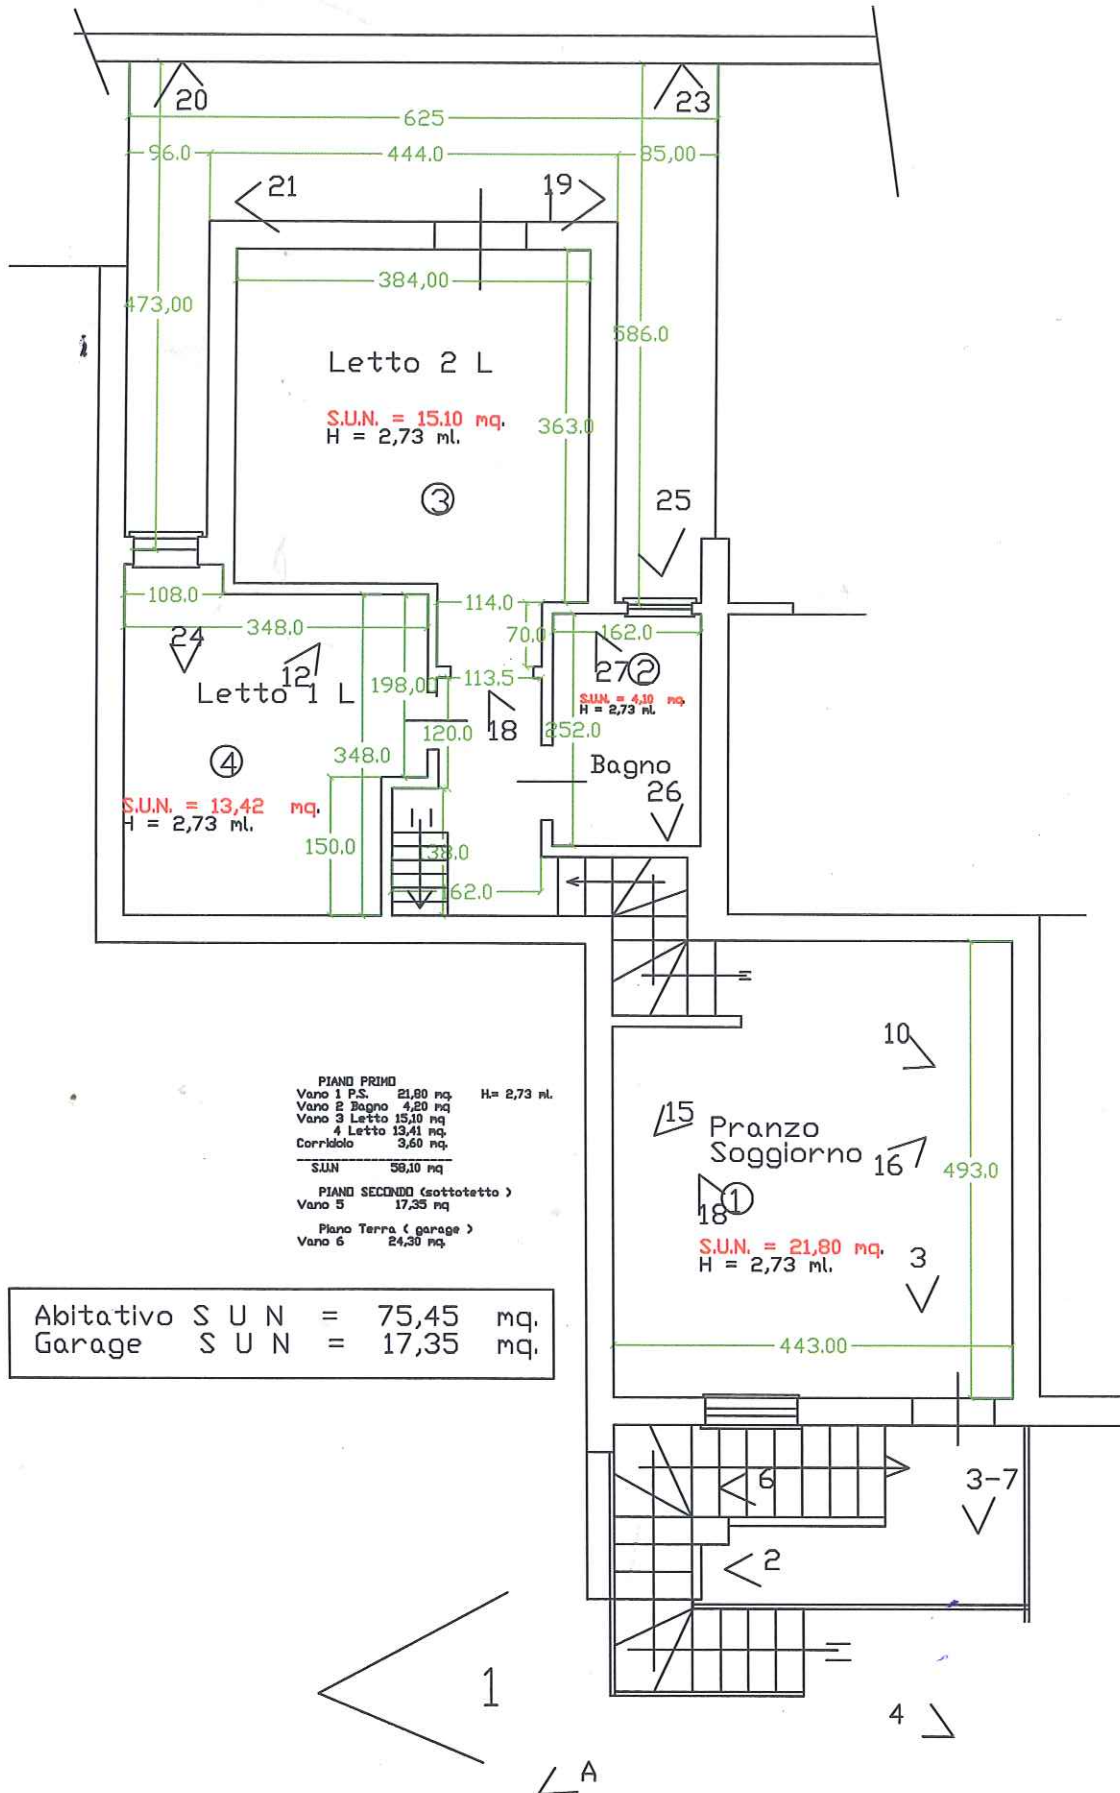 20
23
625
96.0
444.0
85,00
21
19
384,00
473,00
586.0
Letto 2 L
S.U.N. = 15.10 mq.
H = 2,73 ml.
363.0
3
25
108.0
114.0
348.0
70.0
162.0
24
12
27
2
Letto 1 L
198,00
113.5
S.U.N. = 4,10 mq.
H = 2,73 ml.
18
120.0
252.0
348.0
4
Bagno
26
S.U.N. = 13,42 mq.
H = 2,73 ml.
150.0
38.0
62.0
10
PIANO PRIMO
Vano 1 P.S. 21,80 mq. H.= 2,73 ml.
Vano 2 Bagno 4,20 mq
Vano 3 Letto 15,10 mq
4 Letto 13,41 mq.
Corridoio 3,60 mq.
S.U.N 58,10 mq
PIANO SECONDO (sottotetto )
Vano 5 17,35 mq
Piano Terra ( garage )
Vano 6 24,30 mq.
15
Pranzo
Soggiorno
16
493.0
18
1
S.U.N. = 21,80 mq.
H = 2,73 ml.
3
Abitativo S U N = 75,45 mq.
Garage S U N = 17,35 mq.
443.00
6
3-7
2
1
4
A